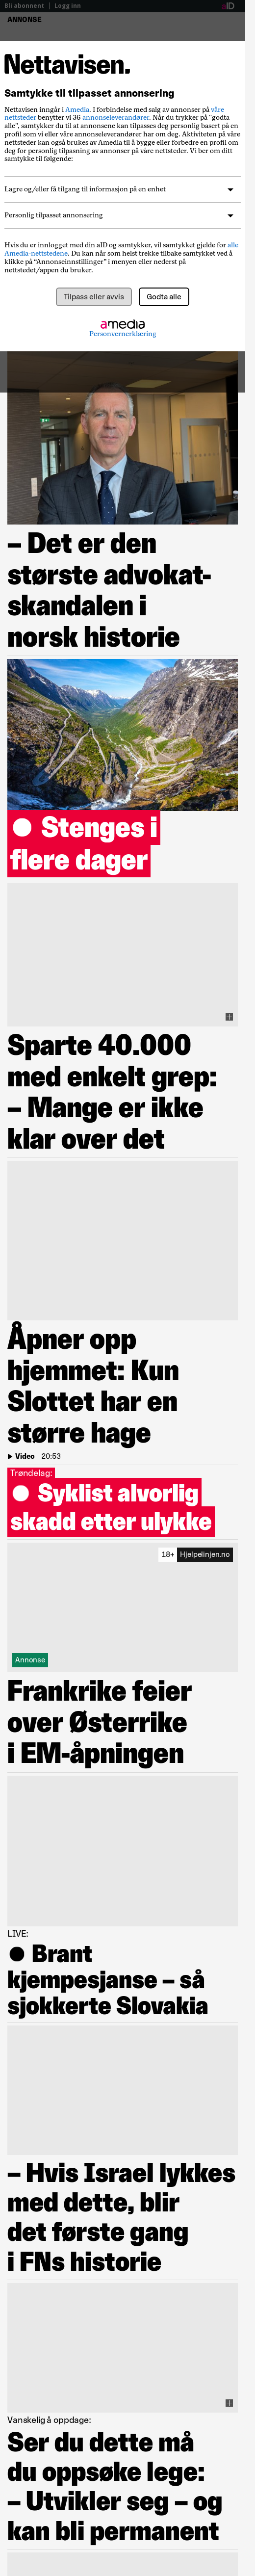 Bli abonnent | Logg inn
aID
ANNONSE
Nettavisen.
Samtykke til tilpasset annonsering
Nettavisen inngår i Amedia. I forbindelse med salg av annonser på våre
nettsteder benytter vi 36 annonseleverandører. Når du trykker på "godta
alle", samtykker du til at annonsene kan tilpasses deg personlig basert på en
profil vi eller våre annonseleverandører har om deg. Aktiviteten på våre
nettsteder kan også brukes av Amedia til å bygge eller forbedre en profil om
deg for personlig tilpasning av annonser på våre nettsteder. Vi ber om ditt
samtykke til følgende:
Lagre og/eller få tilgang til informasjon på en enhet
Personlig tilpasset annonsering
Hvis du er innlogget med din aID og samtykker, vil samtykket gjelde for alle
Amedia-nettstedene. Du kan når som helst trekke tilbake samtykket ved å
klikke på "Annonseinnstillinger" i menyen eller nederst på
nettstedet/appen du bruker.
Tilpass eller avvis
Godta alle
amedia
Personvernerklæring
– Det er den
største advokat-
skandalen i
norsk historie
Stenges i
flere dager
Sparte 40.000
med enkelt grep:
– Mange er ikke
klar over det
Åpner opp
hjemmet: Kun
Slottet har en
større hage
Video | 20:53
Trøndelag:
Syklist alvorlig
skadd etter ulykke
18+ Hjelpelinjen.no
Annonse
Frankrike feier
over Østerrike
i EM-åpningen
LIVE:
Brant
kjempesjanse – så
sjokkerte Slovakia
– Hvis Israel lykkes
med dette, blir
det første gang
i FNs historie
Vanskelig å oppdage:
Ser du dette må
du oppsøke lege:
– Utvikler seg – og
kan bli permanent